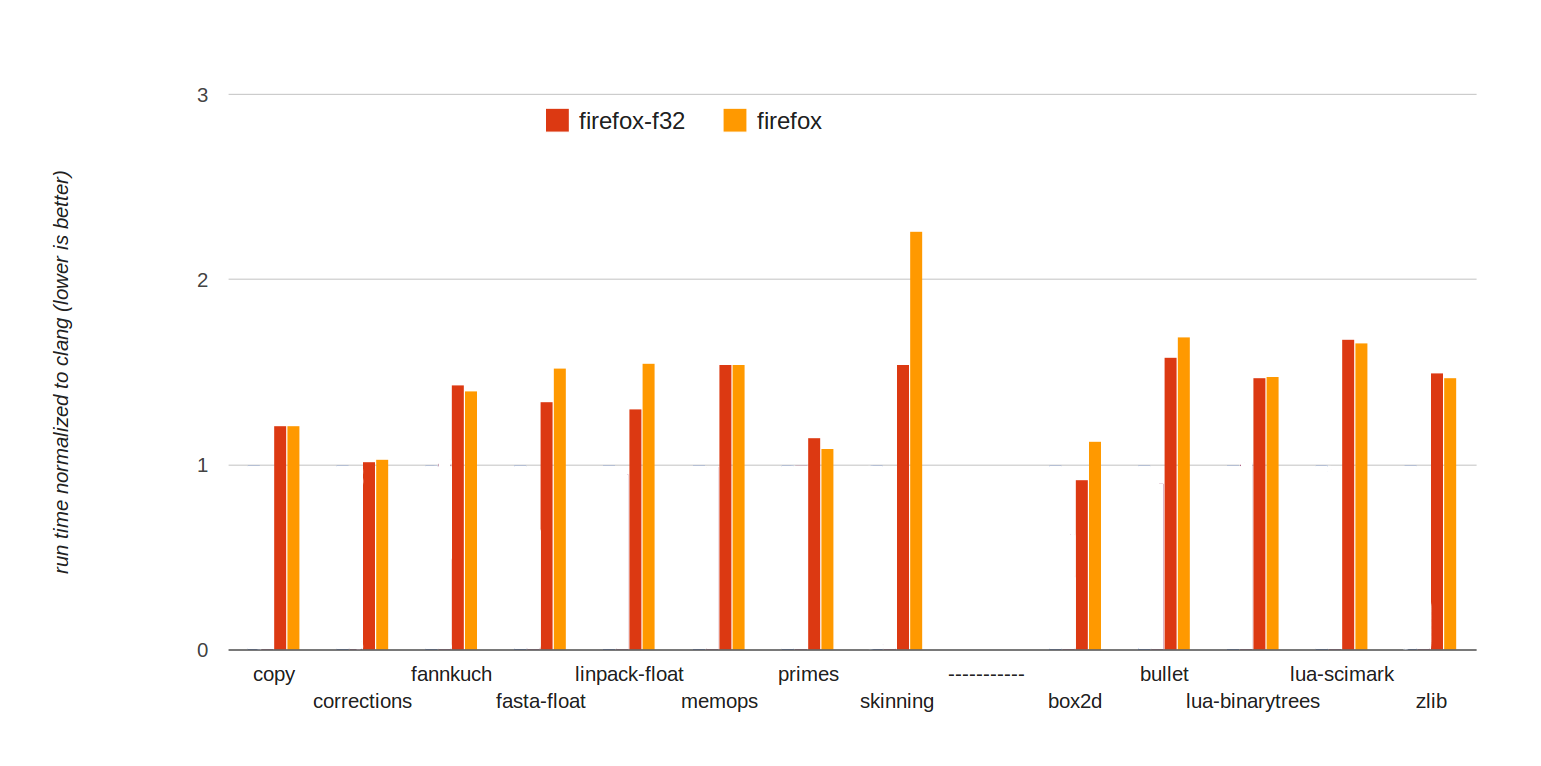 3
firefox-f32 firefox
run time normalized to clang (lower is better)
2
1
0
copy fannkuch linpack-float primes ----------- bullet lua-scimark
corrections fasta-float memops skinning box2d lua-binarytrees zlib